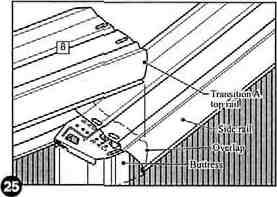 8
Transition A
top rail
Side rail
Overlap
Buttress
25